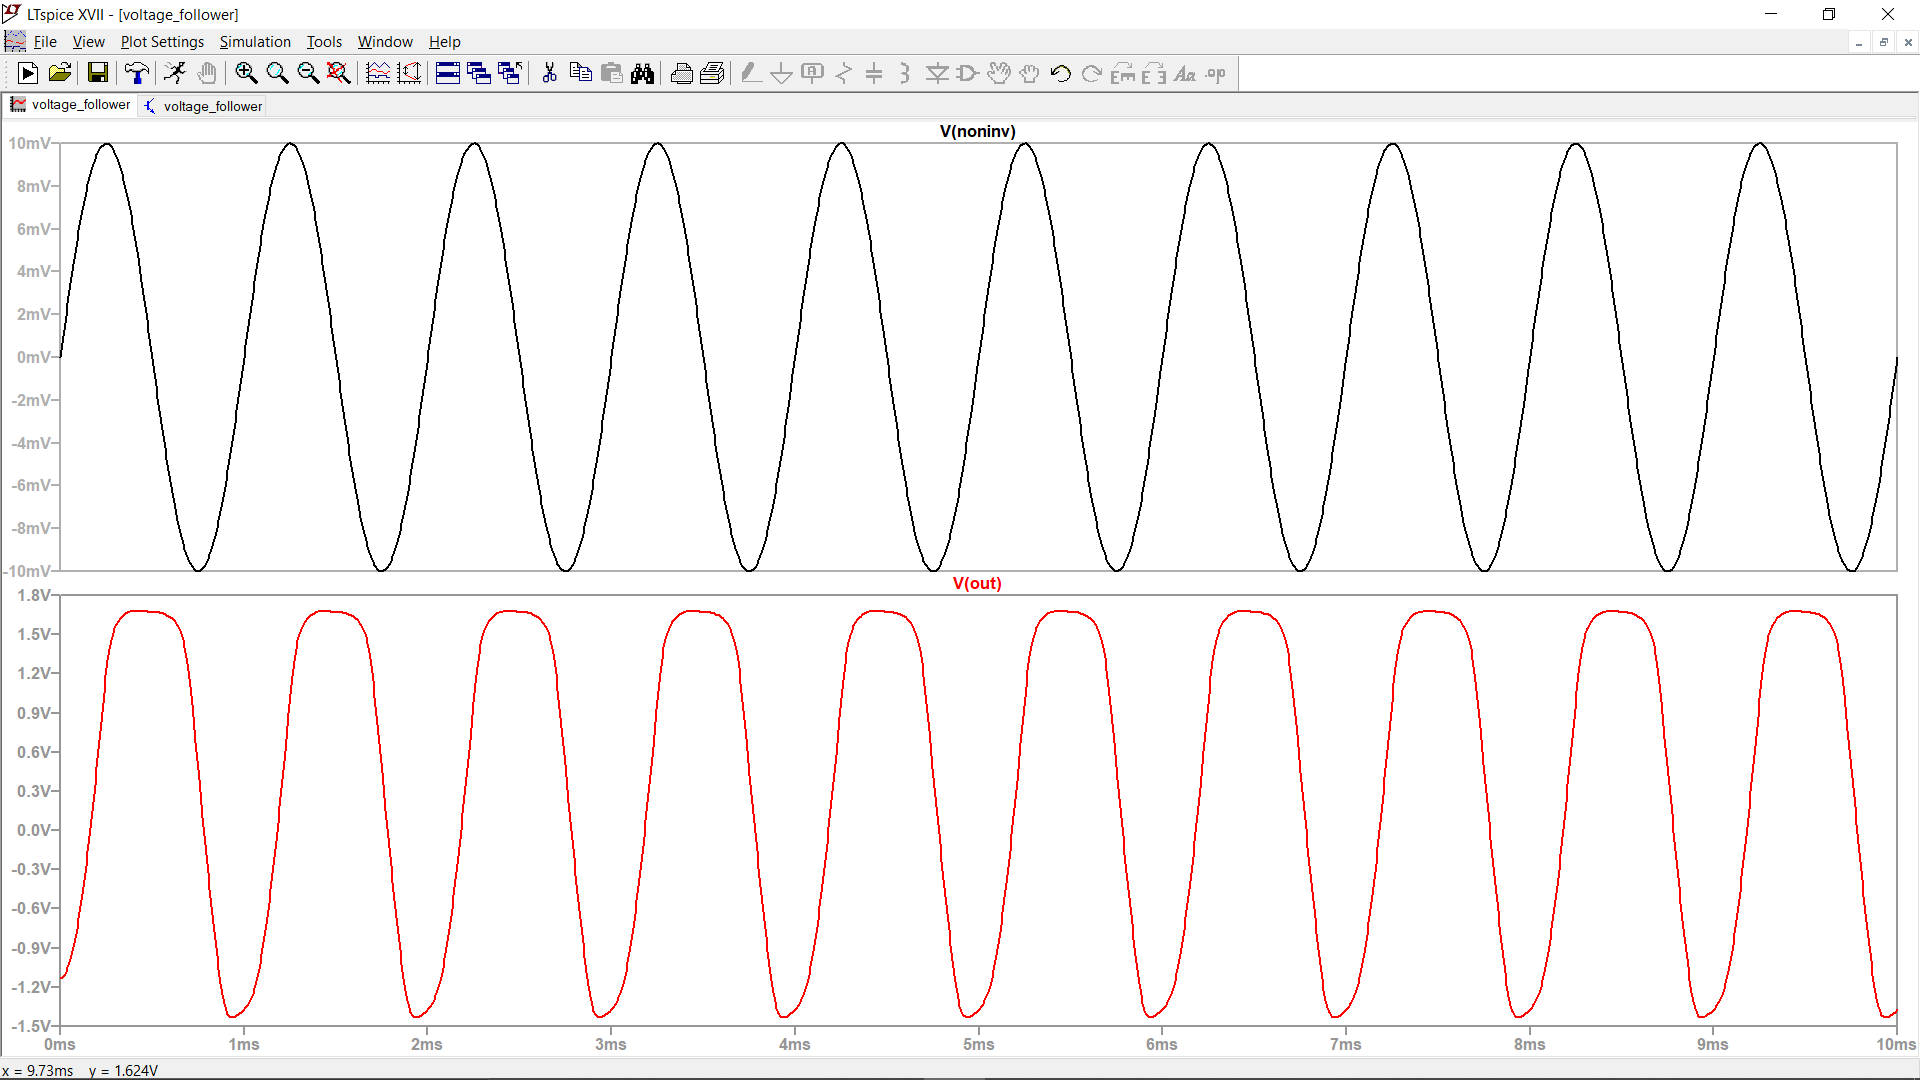 LTspice XVII - [voltage_follower]
File View Plot Settings Simulation Tools Window Help
voltage_follower voltage_follower
V(noninv)
10mV
8mV
6mV
4mV
2mV
0mV
-2mV
-4mV
-6mV
-8mV
-10mV
V(out)
1.8V
1.5V
1.2V
0.9V
0.6V
0.3V
0.0V
-0.3V
-0.6V
-0.9V
-1.2V
-1.5V
0ms 1ms 2ms 3ms 4ms 5ms 6ms 7ms 8ms 9ms 10ms
x = 9.73ms y = 1.624V